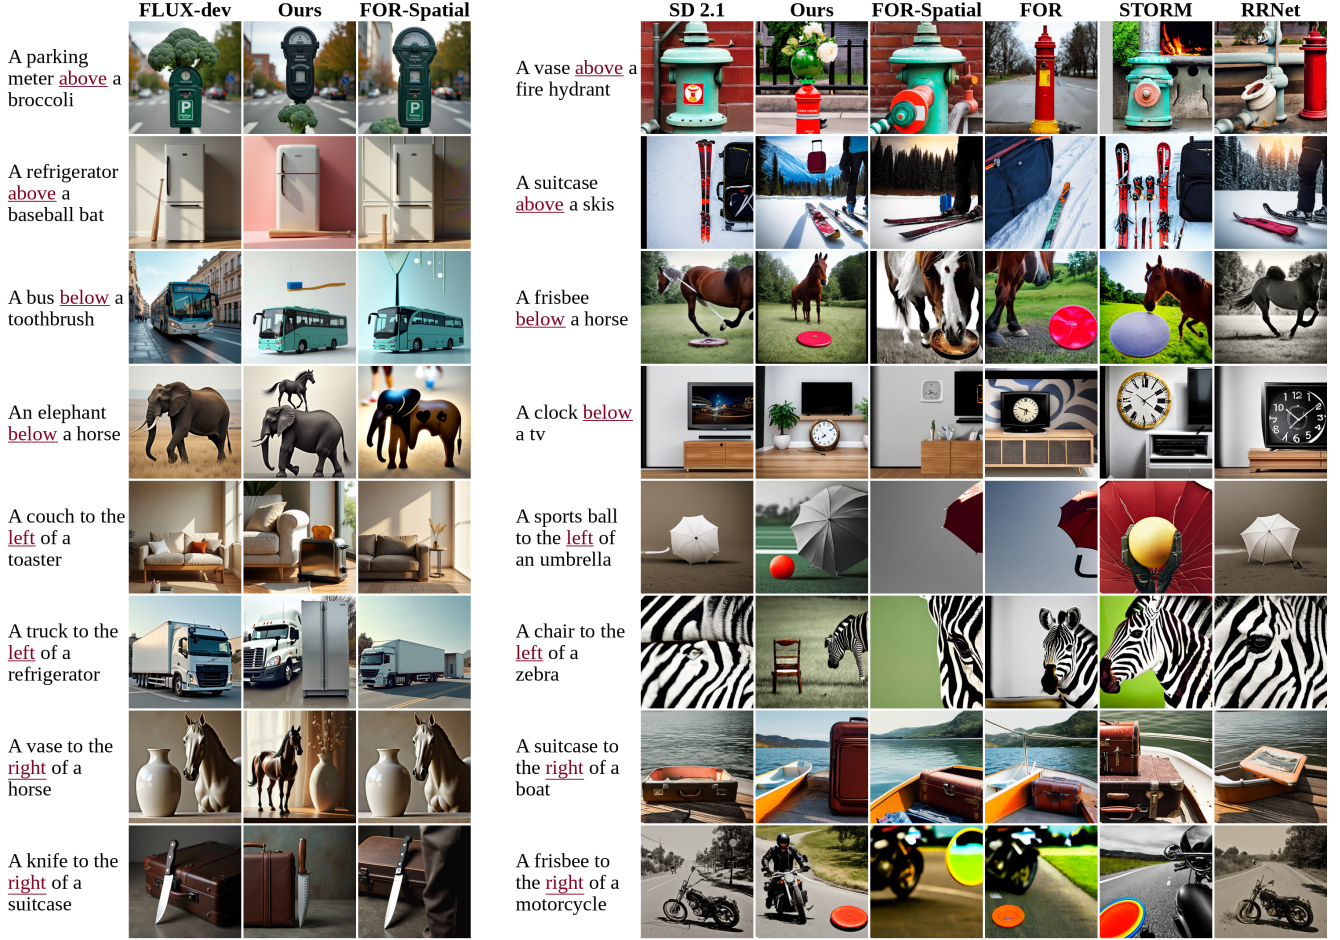 FLUX-dev
Ours
FOR-Spatial
A parking
meter above a
broccoli
A refrigerator
above a
baseball bat
A bus below a
toothbrush
An elephant
below a horse
A couch to the
left of a
toaster
A truck to the
left of a
refrigerator
A vase to the
right of a
horse
A knife to the
right of a
suitcase
SD 2.1
Ours
FOR-Spatial
FOR
STORM
RRNet
A vase above a
fire hydrant
A suitcase
above a skis
A frisbee
below a horse
A clock below
a tv
A sports ball
to the left of
an umbrella
A chair to the
left of a
zebra
A suitcase to
the right of a
boat
A frisbee to
the right of a
motorcycle
P
P